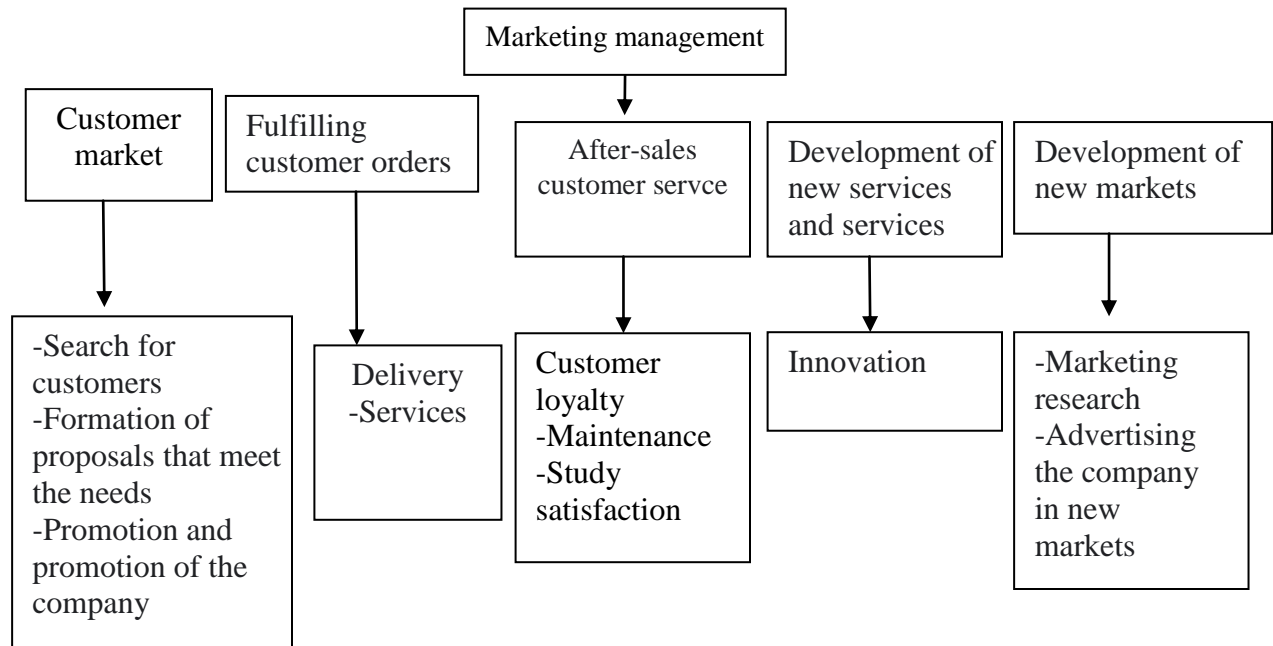 Marketing management
Customer
market
Fulfilling
customer orders
After-sales
customer servce
Development of
new services
and services
Development of
new markets
-Search for
customers
-Formation of
proposals that meet
the needs
-Promotion and
promotion of the
company
Delivery
-Services
Customer
loyalty
-Maintenance
-Study
satisfaction
Innovation
-Marketing
research
-Advertising
the company
in new
markets